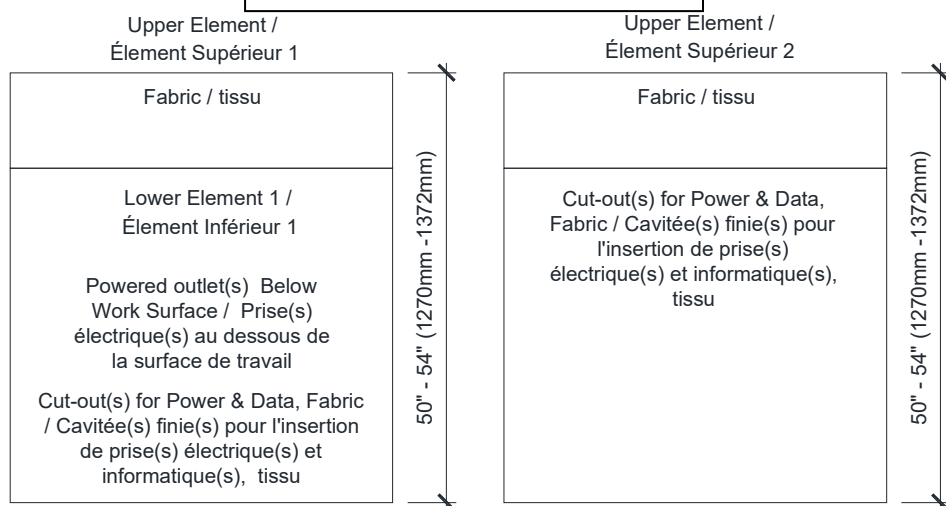 Upper Element /
Élement Supérieur 1
Fabric / tissu
Lower Element 1 /
Élement Inférieur 1
Powered outlet(s) Below
Work Surface / Prise(s)
électrique(s) au dessous de
la surface de travail
Cut-out(s) for Power & Data, Fabric
/ Cavitée(s) finie(s) pour l'insertion
de prise(s) électrique(s) et
informatique(s), tissu
50" - 54" (1270mm -1372mm)
Upper Element /
Élement Supérieur 2
Fabric / tissu
Cut-out(s) for Power & Data,
Fabric / Cavitée(s) finie(s) pour
l'insertion de prise(s)
électrique(s) et informatique(s),
tissu
50" - 54" (1270mm -1372mm)